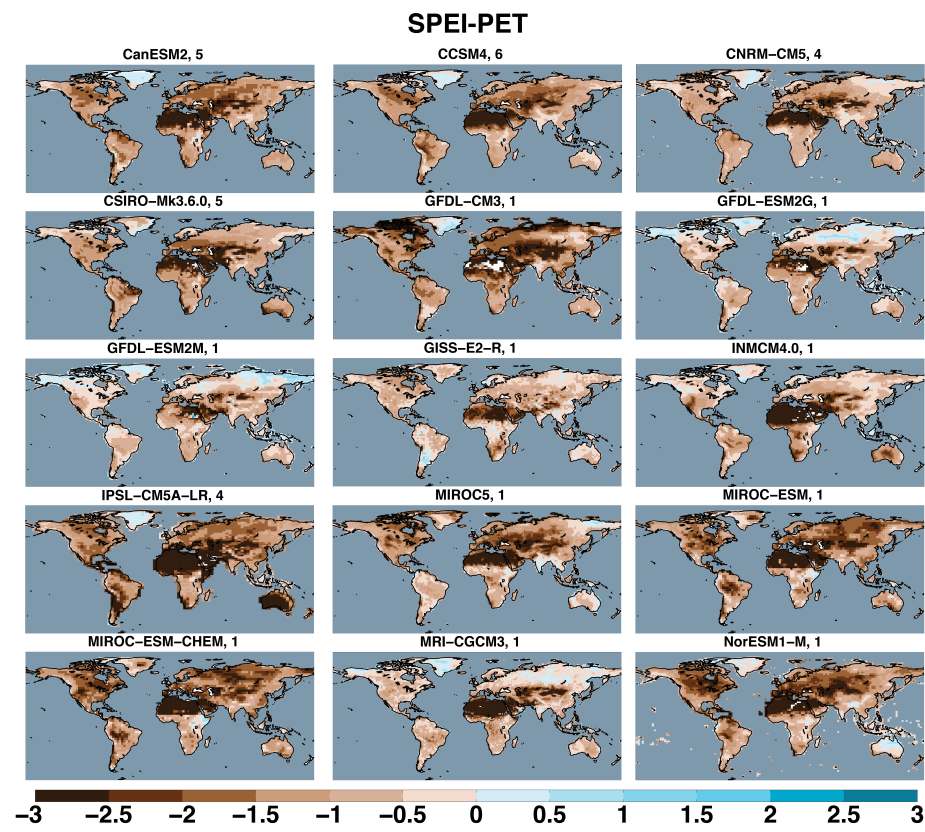 SPEI-PET
CanESM2, 5
CCSM4, 6
CNRM−CM5, 4
CSIRO−Mk3.6.0, 5
GFDL−CM3, 1
GFDL−ESM2G, 1
GFDL−ESM2M, 1
GISS−E2−R, 1
INMCM4.0, 1
IPSL−CM5A−LR, 4
MIROC5, 1
MIROC−ESM, 1
MIROC−ESM−CHEM, 1
MRI−CGCM3, 1
NorESM1−M, 1
−3 −2.5 −2 −1.5 −1 −0.5 0 0.5 1 1.5 2 2.5 3